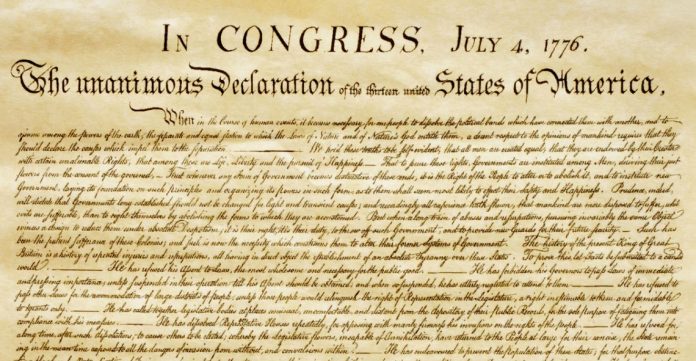 In CONGRESS, July 4, 1776.
The unanimous Declaration of the thirteen united States of America,
When in the Course of human events, it becomes necessary for one people to dissolve the political bands which have connected them with another, and to
assume among the powers of the earth, the separate and equal station to which the Laws of Nature and of Nature's God entitle them, a decent respect to the opinions of mankind requires that they
should declare the causes which impel them to the separation. — We hold these truths to be self-evident, that all men are created equal, that they are endowed by their Creator
with certain unalienable Rights, that among these are Life, Liberty and the pursuit of Happiness. — That to secure these rights, Governments are instituted among Men, deriving their just
powers from the consent of the governed, — That whenever any Form of Government becomes destructive of these ends, it is the Right of the People to alter or to abolish it, and to institute new
Government, laying its foundation on such principles and organizing its powers in such form, as to them shall seem most likely to effect their Safety and Happiness. Prudence, indeed,
will dictate that Governments long established should not be changed for light and transient causes; and accordingly all experience hath shewn, that mankind are more disposed to suffer, while
evils are sufferable, than to right themselves by abolishing the forms to which they are accustomed. But when a long train of abuses and usurpations, pursuing invariably the same Object
evinces a design to reduce them under absolute Despotism, it is their right, it is their duty, to throw off such Government, and to provide new Guards for their future security. — Such has
been the patient sufferance of these Colonies; and such is now the necessity which constrains them to alter their former Systems of Government. The history of the present King of Great
Britain is a history of repeated injuries and usurpations, all having in direct object the establishment of an absolute Tyranny over these States. To prove this, let Facts be submitted to a candid
world. — He has refused his Assent to Laws, the most wholesome and necessary for the public good. — He has forbidden his Governors to pass Laws of immediate
and pressing importance, unless suspended in their operation till his Assent should be obtained; and when so suspended, he has utterly neglected to attend to them. — He has refused to
pass other Laws for the accommodation of large districts of people, unless those people would relinquish the right of Representation in the Legislature, a right inestimable to them and formidable
to tyrants only. — He has called together legislative bodies at places unusual, uncomfortable, and distant from the depository of their Public Records, for the sole purpose of fatiguing them into
compliance with his measures. — He has dissolved Representative Houses repeatedly, for opposing with manly firmness his invasions on the rights of the people. — He has refused for
a long time, after such dissolutions, to cause others to be elected; whereby the Legislative powers, incapable of Annihilation, have returned to the People at large for their exercise; the State remain-
ing in the mean time exposed to all the dangers of invasion from without, and convulsions within. — He has endeavoured to prevent the population of these States; for that purpose